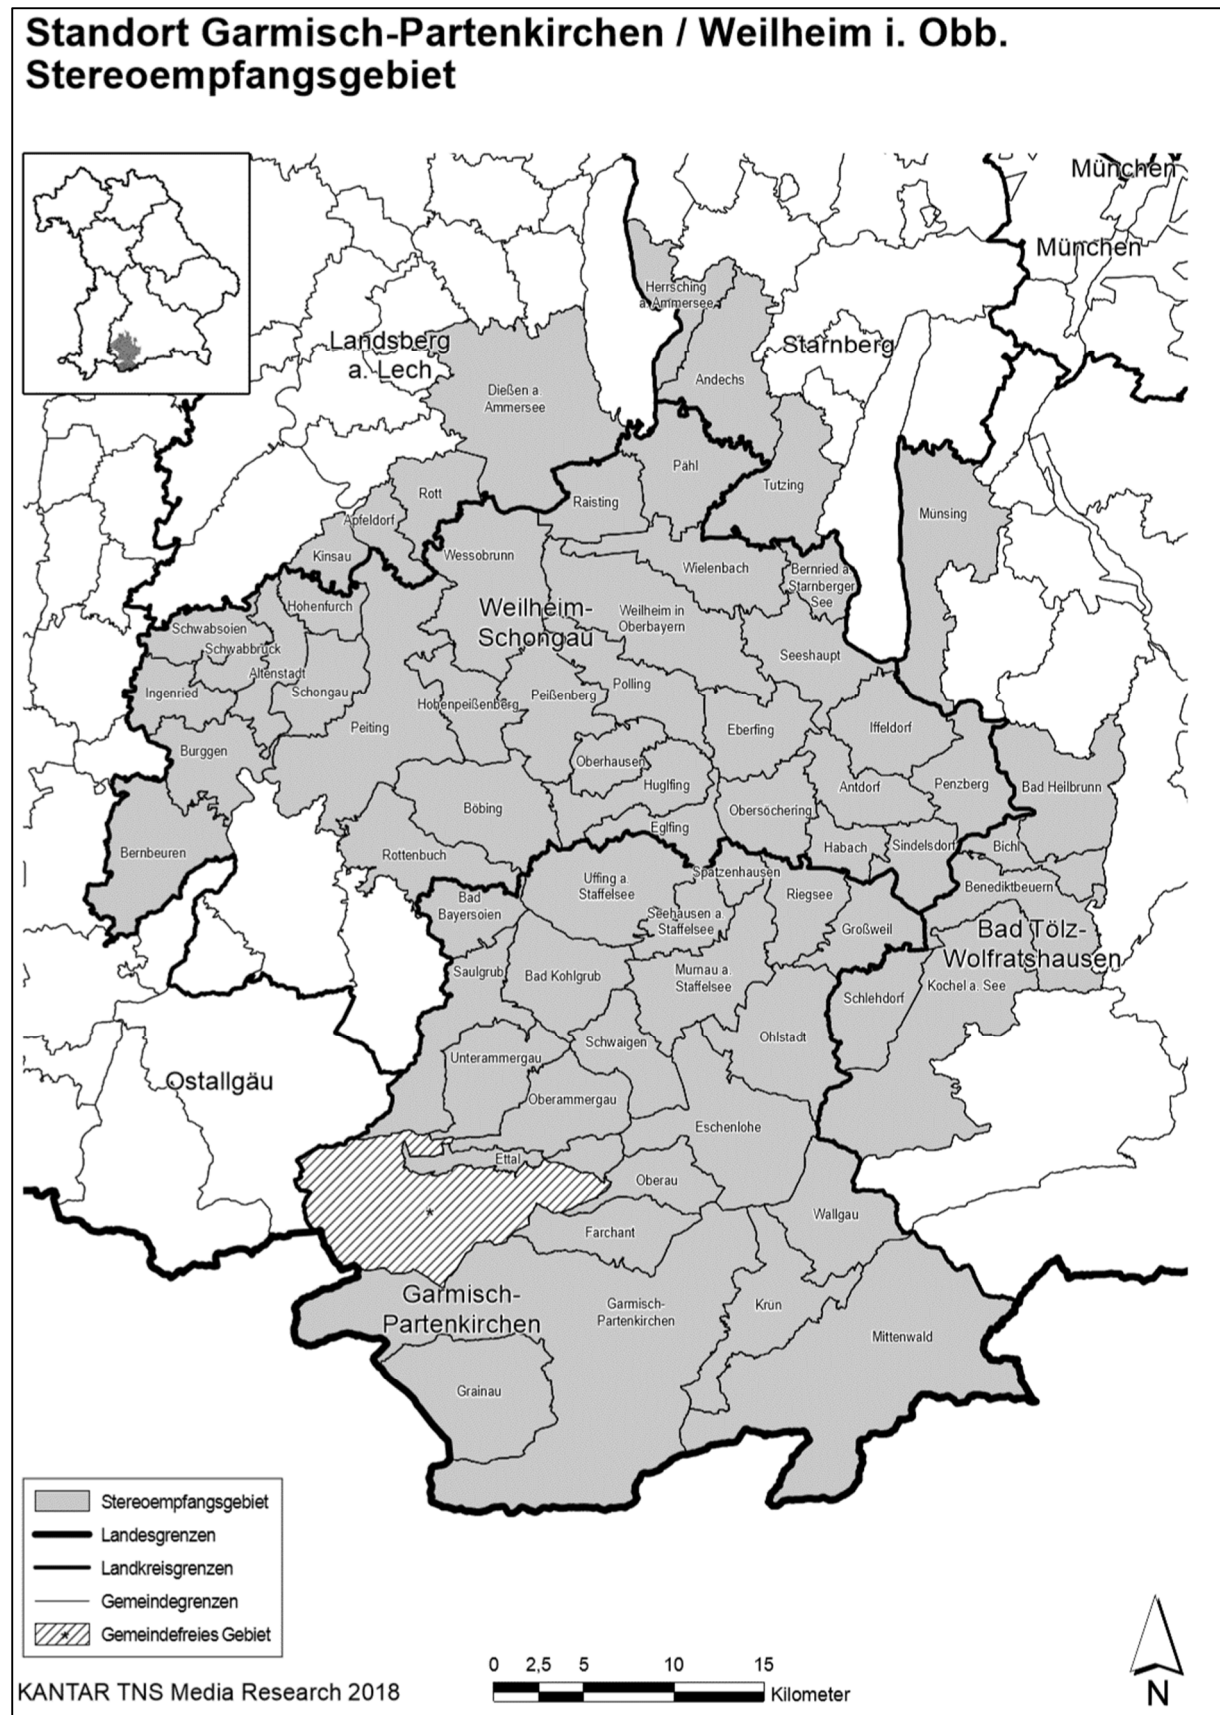 Standort Garmisch-Partenkirchen / Weilheim i. Obb.
Stereoempfangsgebiet
München
München
Herrsching
a. Ammersee
Landsberg
a. Lech
Starnberg
Andechs
Dießen a.
Ammersee
Pähl
Tutzing
Rott
Raisting
Apfeldorf
Münsing
Kinsau
Wessobrunn
Wielenbach
Bernried a.
Starnberger
See
Hohenfurch
Weilheim-
Schongau
Weilheim in
Oberbayern
Schwabsoien
Schwabbruck
Seeshaupt
Altenstadt
Ingenried
Schongau
Hohenpeißenberg
Peißenberg
Polling
Peiting
Eberfing
Iffeldorf
Burggen
Oberhausen
Huglfing
Antdorf
Penzberg
Bad Heilbrunn
Böbing
Obersöchering
Eglfing
Habach
Sindelsdorf
Bichl
Bernbeuren
Rottenbuch
Uffing a.
Staffelsee
Spatzenhausen
Riegsee
Benediktbeuern
Bad
Bayersoien
Seehausen a.
Staffelsee
Großweil
Bad Tölz-
Wolfratshausen
Saulgrub
Bad Kohlgrub
Murnau a.
Staffelsee
Schlehdorf
Kochel a. See
Schwaigen
Ohlstadt
Unterammergau
Ostallgäu
Oberammergau
Eschenlohe
Ettal
Oberau
*
Wallgau
Farchant
Garmisch-
Partenkirchen
Garmisch-
Partenkirchen
Krün
Mittenwald
Grainau
Stereoempfangsgebiet
Landesgrenzen
Landkreisgrenzen
Gemeindegrenzen
* Gemeindefreies Gebiet
0 2,5 5 10 15
Kilometer
N
KANTAR TNS Media Research 2018